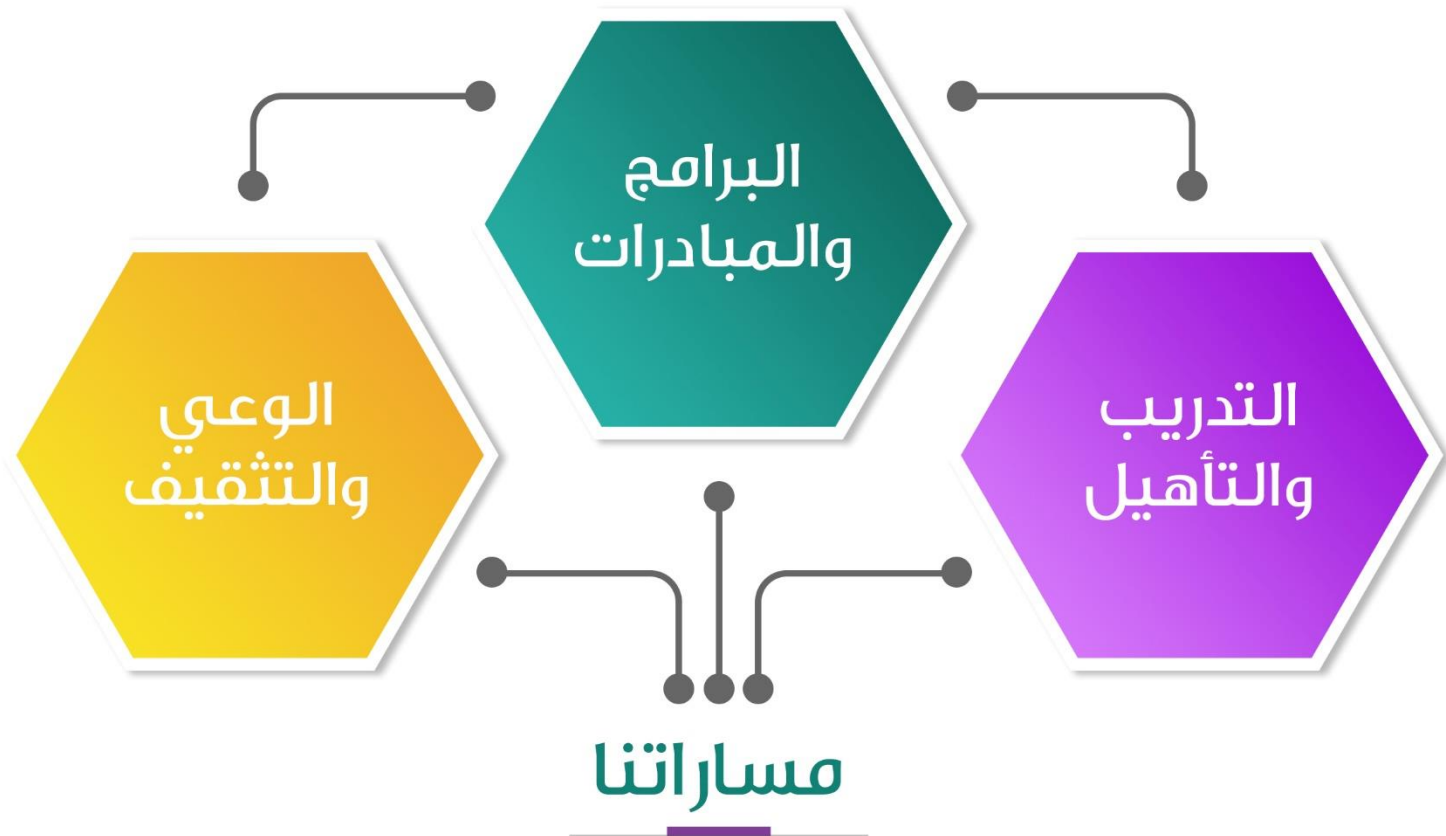 البرامج
والمبادرات
التدريب
والتأهيل
الوعي
والتثقيف
مساراتنا